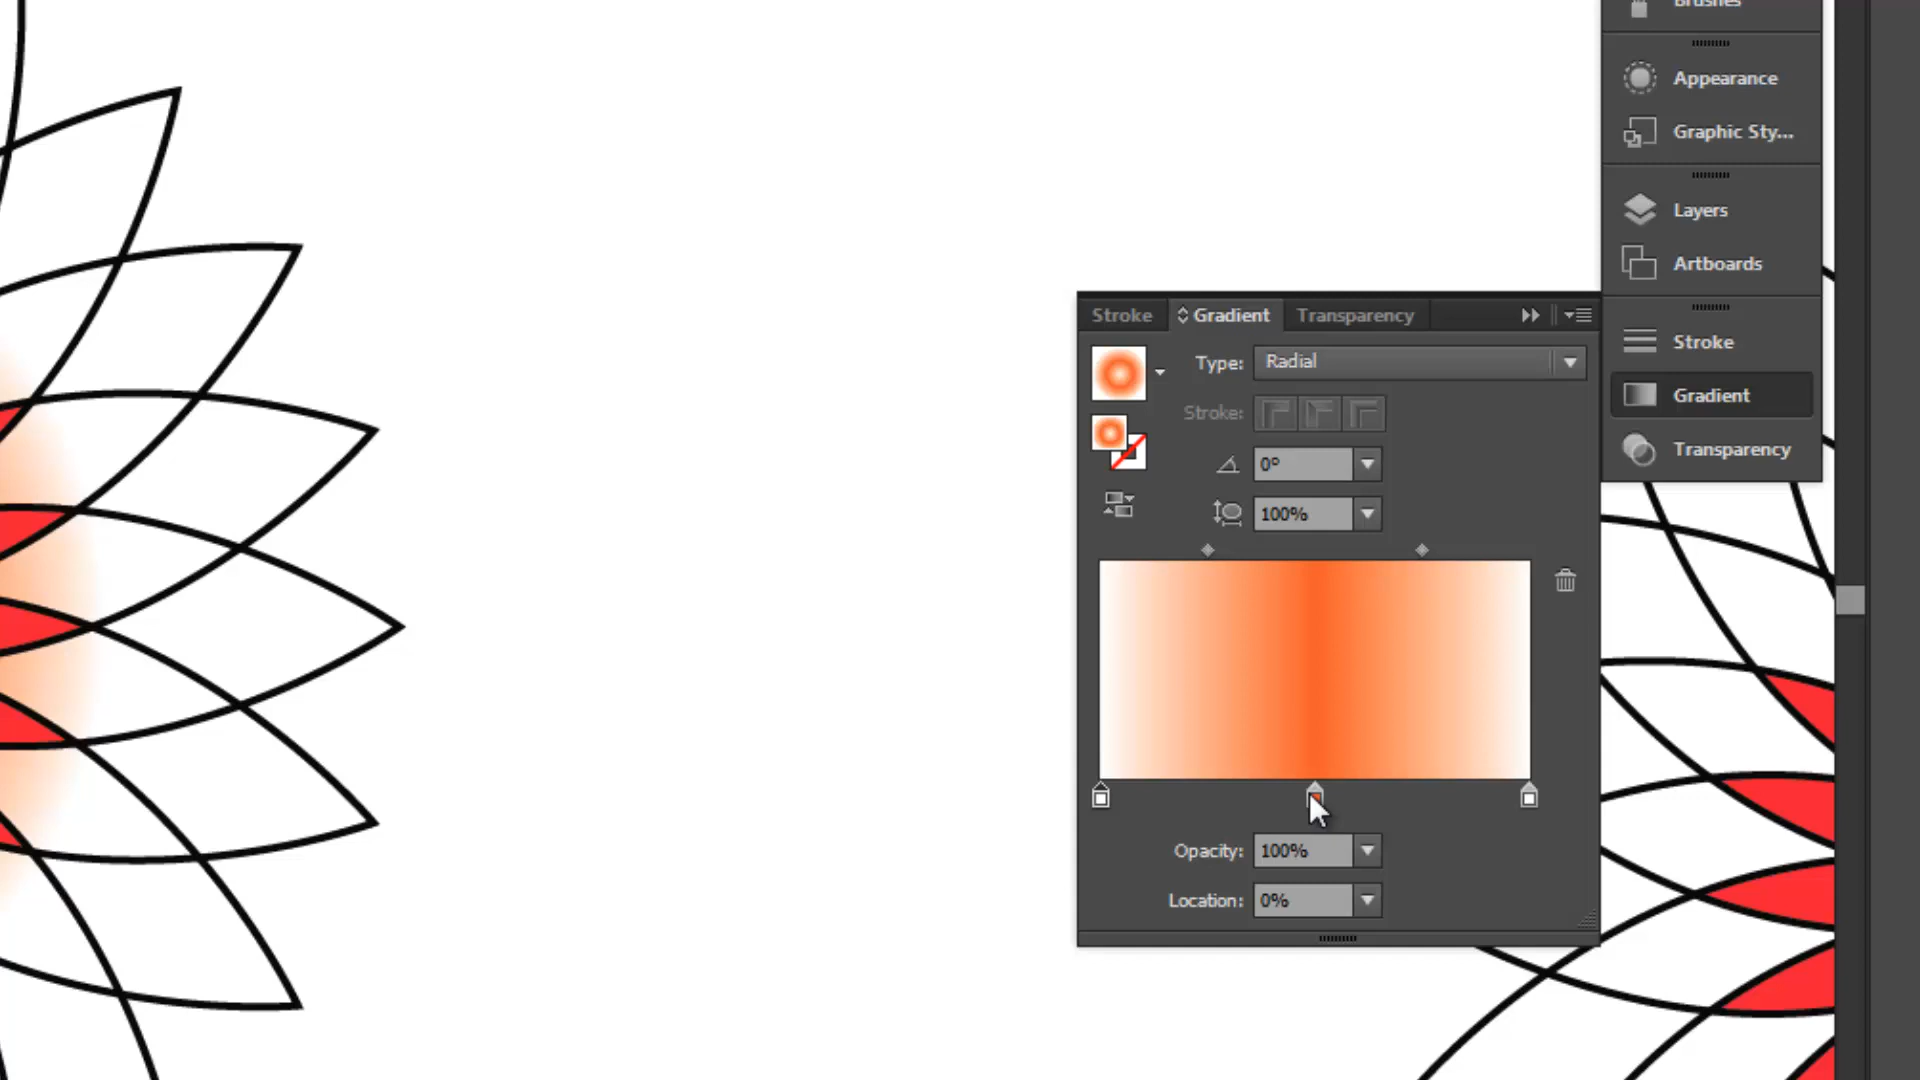 Brushes
Appearance
Graphic Sty...
Layers
Artboards
Stroke
Gradient
Transparency
Stroke
Gradient
Transparency
Type:
Radial
Stroke:
0°
100%
Opacity:
100%
Location:
0%